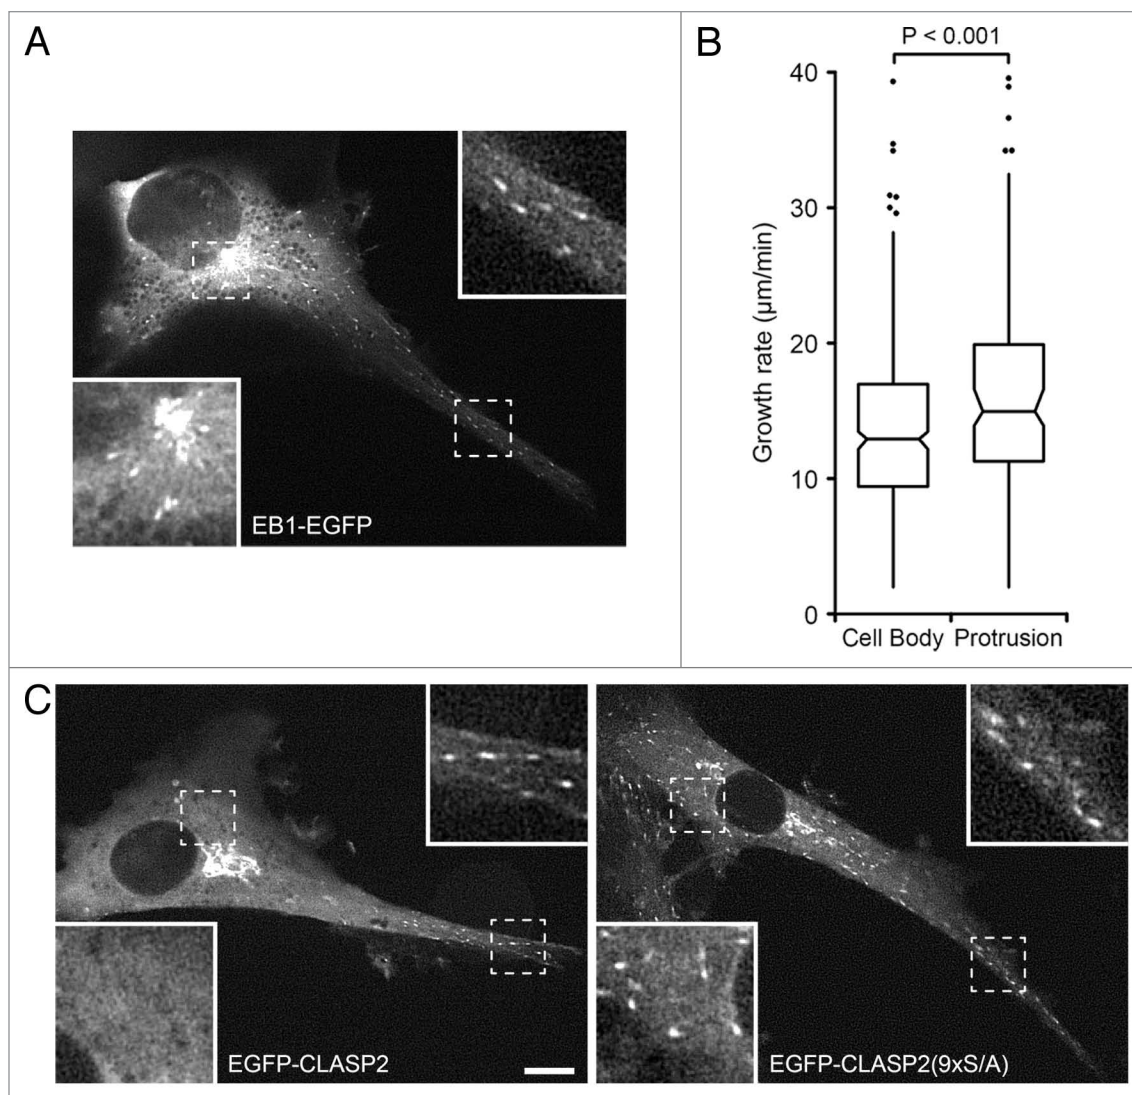 A
EB1-EGFP
B
P < 0.001
Growth rate (µm/min)
40
30
20
10
0
Cell Body Protrusion
C
EGFP-CLASP2
EGFP-CLASP2(9xS/A)